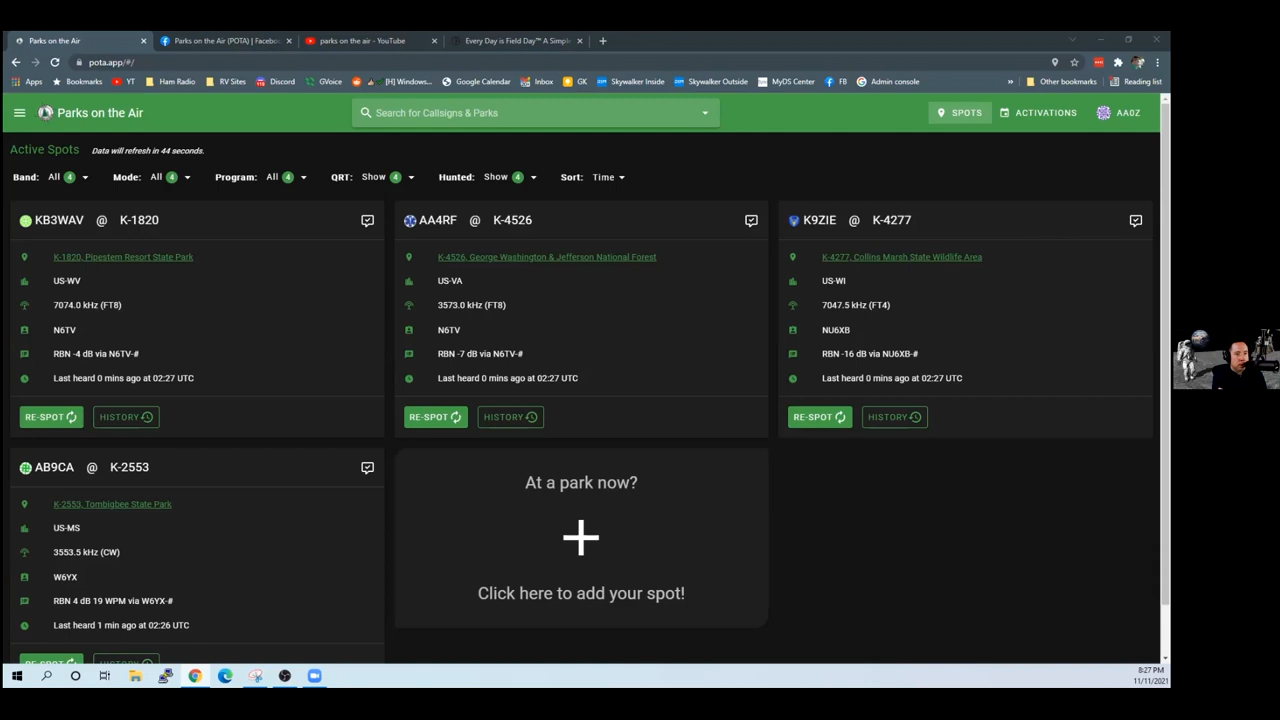 Parks on the Air
Parks on the Air (POTA) | Faceboo
parks on the air - YouTube
Every Day is Field Day™ A Simple
pota.app/#/
Apps Bookmarks YT Ham Radio RV Sites Discord GVoice [H] Windows... Google Calendar Inbox GK Skywalker Inside Skywalker Outside MyDS Center FB Admin console » Other bookmarks Reading list
Parks on the Air Search for Callsigns & Parks SPOTS ACTIVATIONS AA0Z
Active Spots Data will refresh in 44 seconds.
Band: All 4 Mode: All 4 Program: All 4 QRT: Show 4 Hunted: Show 4 Sort: Time
KB3WAV @ K-1820
K-1820, Pipestem Resort State Park
US-WV
7074.0 kHz (FT8)
N6TV
RBN -4 dB via N6TV-#
Last heard 0 mins ago at 02:27 UTC
RE-SPOT HISTORY
AA4RF @ K-4526
K-4526, George Washington & Jefferson National Forest
US-VA
3573.0 kHz (FT8)
N6TV
RBN -7 dB via N6TV-#
Last heard 0 mins ago at 02:27 UTC
RE-SPOT HISTORY
K9ZIE @ K-4277
K-4277, Collins Marsh State Wildlife Area
US-WI
7047.5 kHz (FT4)
NU6XB
RBN -16 dB via NU6XB-#
Last heard 0 mins ago at 02:27 UTC
RE-SPOT HISTORY
AB9CA @ K-2553
K-2553, Tombigbee State Park
US-MS
3553.5 kHz (CW)
W6YX
RBN 4 dB 19 WPM via W6YX-#
Last heard 1 min ago at 02:26 UTC
RE-SPOT HISTORY
At a park now?
Click here to add your spot!
8:27 PM
11/11/2021